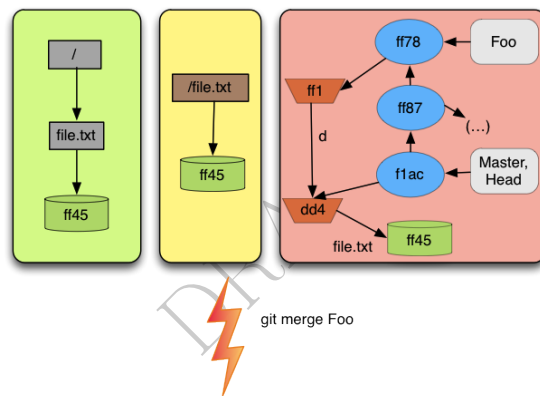 /
file.txt
ff45
/file.txt
ff45
ff78
Foo
ff1
ff87
d
(...)
f1ac
Master,
Head
dd4
file.txt
ff45
git merge Foo